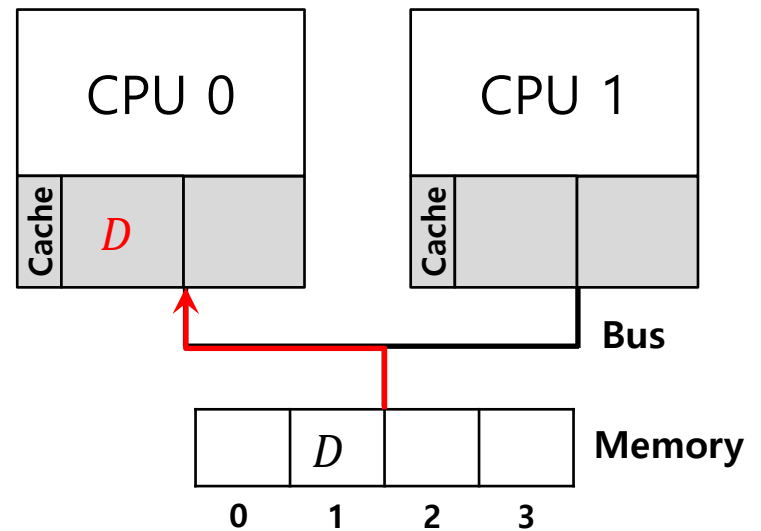 CPU 0
CPU 1
Cache
D
Cache
Bus
D
Memory
0 1 2 3